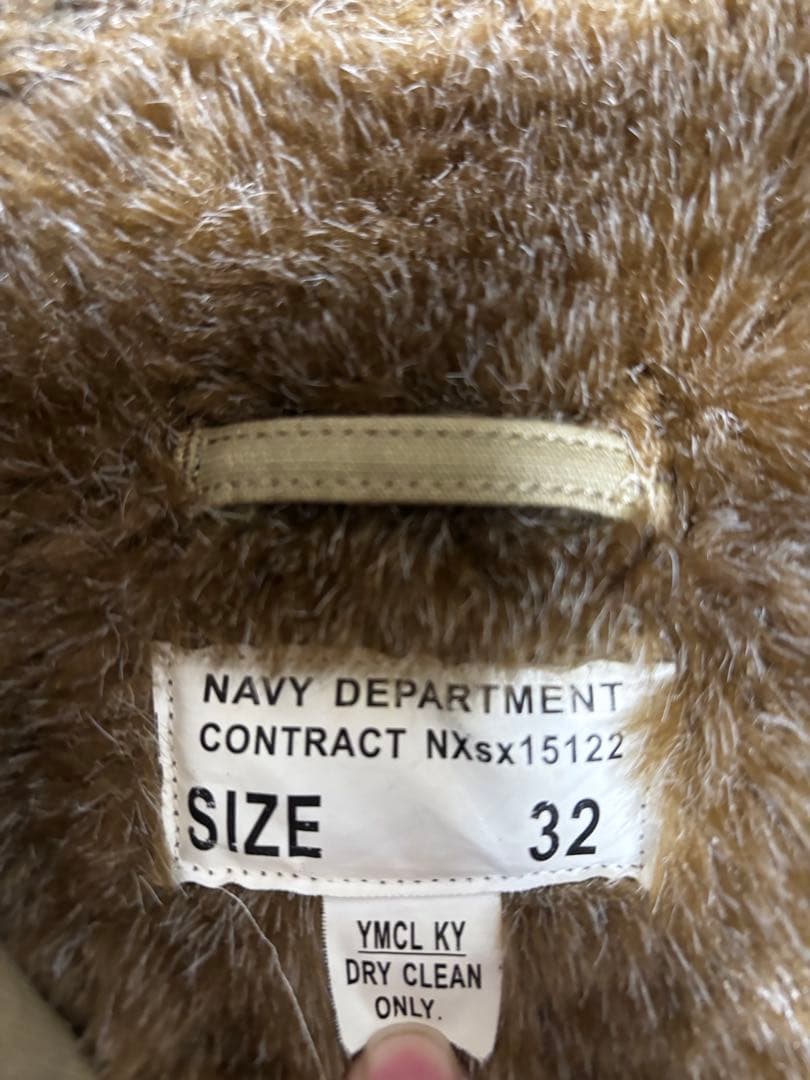 NAVY DEPARTMENT
CONTRACT NXsx15122
SIZE 32
YMCL KY
DRY CLEAN
ONLY.